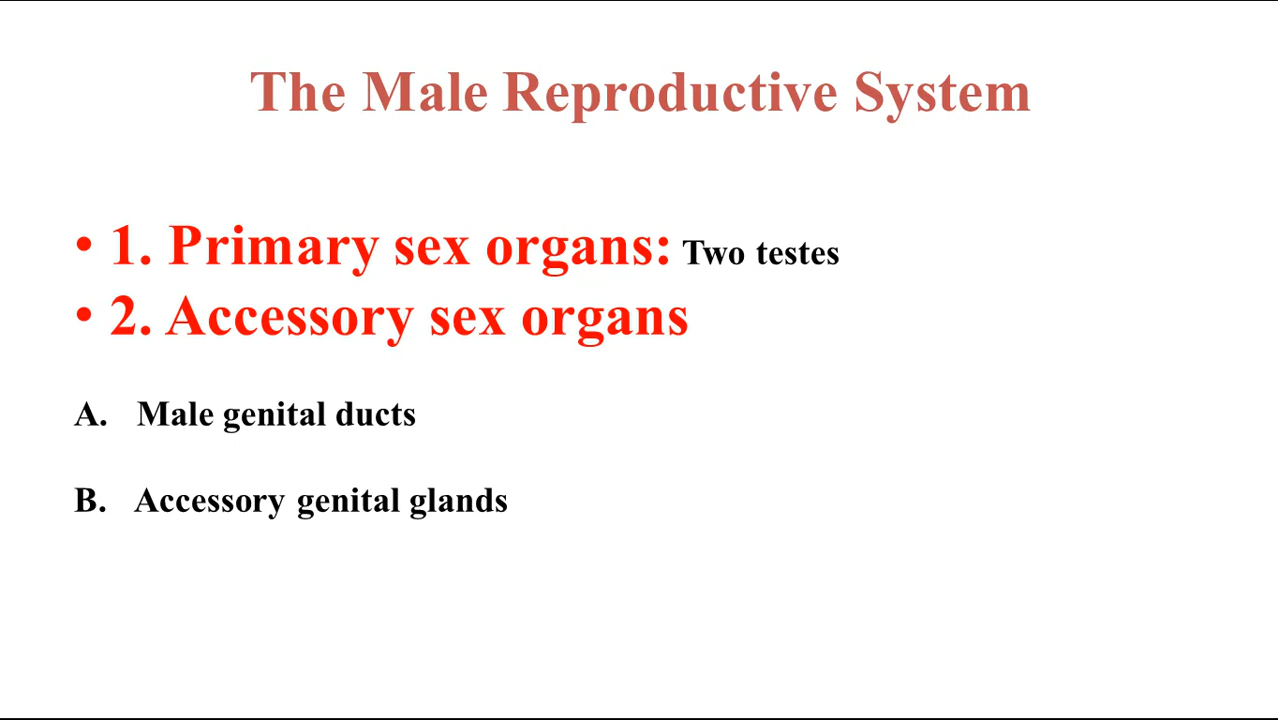 The Male Reproductive System
• 1. Primary sex organs: Two testes
• 2. Accessory sex organs
A. Male genital ducts
B. Accessory genital glands